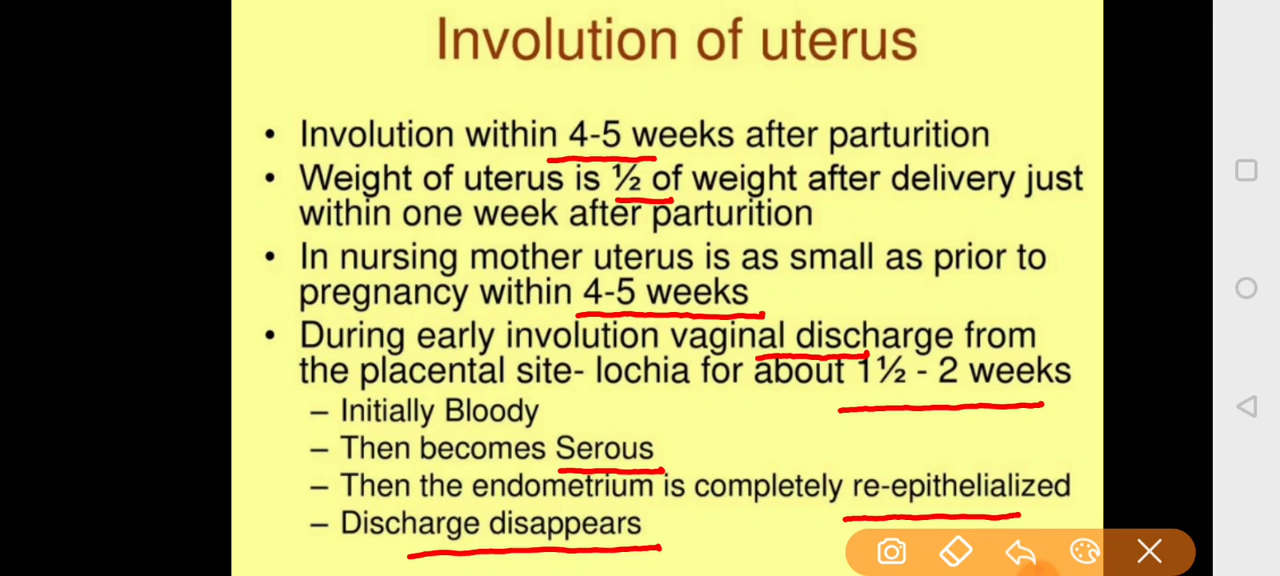 Involution of uterus
• Involution within 4-5 weeks after parturition
• Weight of uterus is ½ of weight after delivery just
within one week after parturition
• In nursing mother uterus is as small as prior to
pregnancy within 4-5 weeks
• During early involution vaginal discharge from
the placental site- lochia for about 1½ - 2 weeks
– Initially Bloody
– Then becomes Serous
– Then the endometrium is completely re-epithelialized
– Discharge disappears